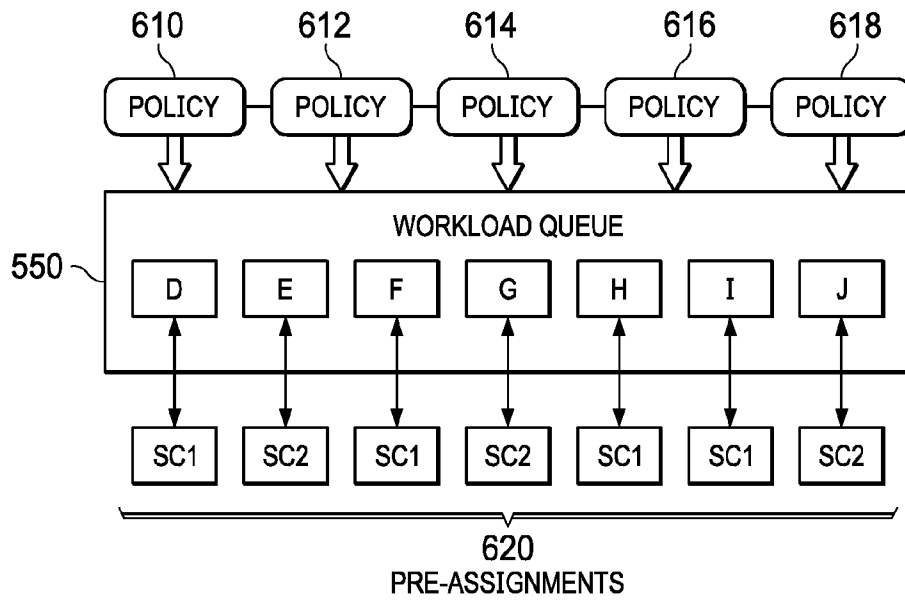 610 612 614 616 618
POLICY POLICY POLICY POLICY POLICY
WORKLOAD QUEUE
550
D E F G H I J
SC1 SC2 SC1 SC2 SC1 SC1 SC2
620
PRE-ASSIGNMENTS